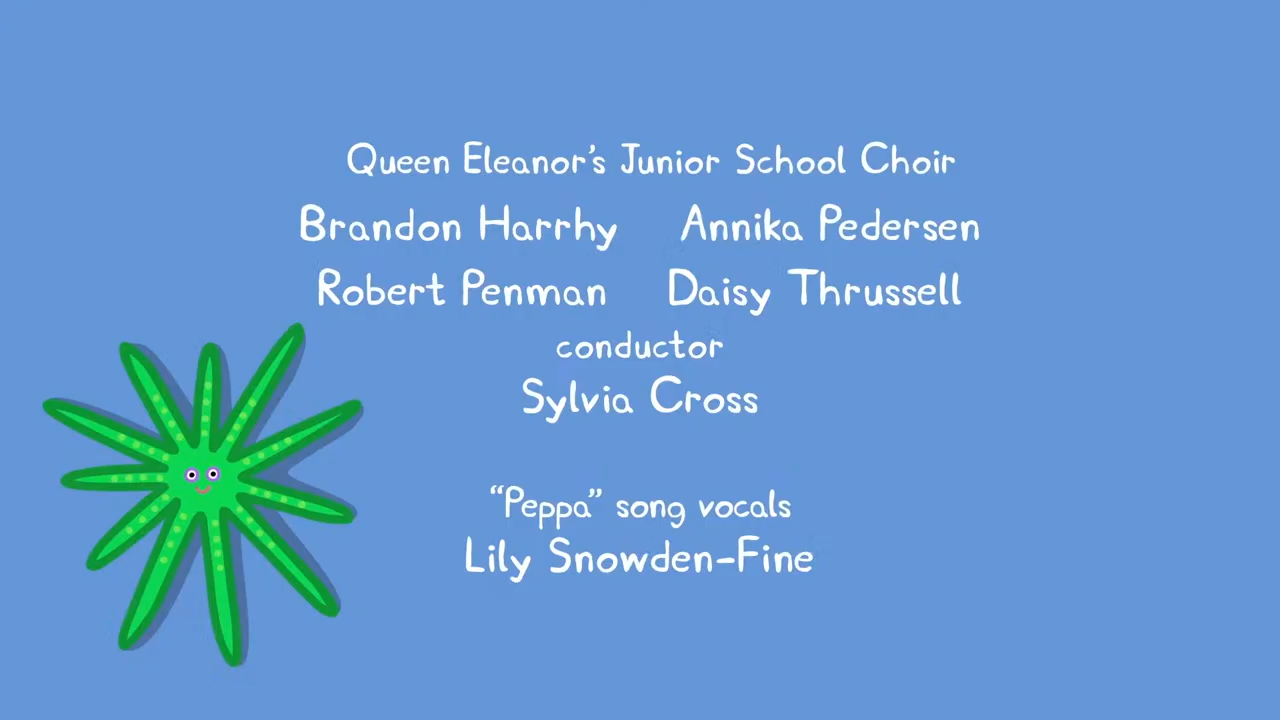 Queen Eleanor's Junior School Choir
Brandon Harrhy Annika Pedersen
Robert Penman Daisy Thrussell
conductor
Sylvia Cross
“Peppa” song vocals
Lily Snowden-Fine